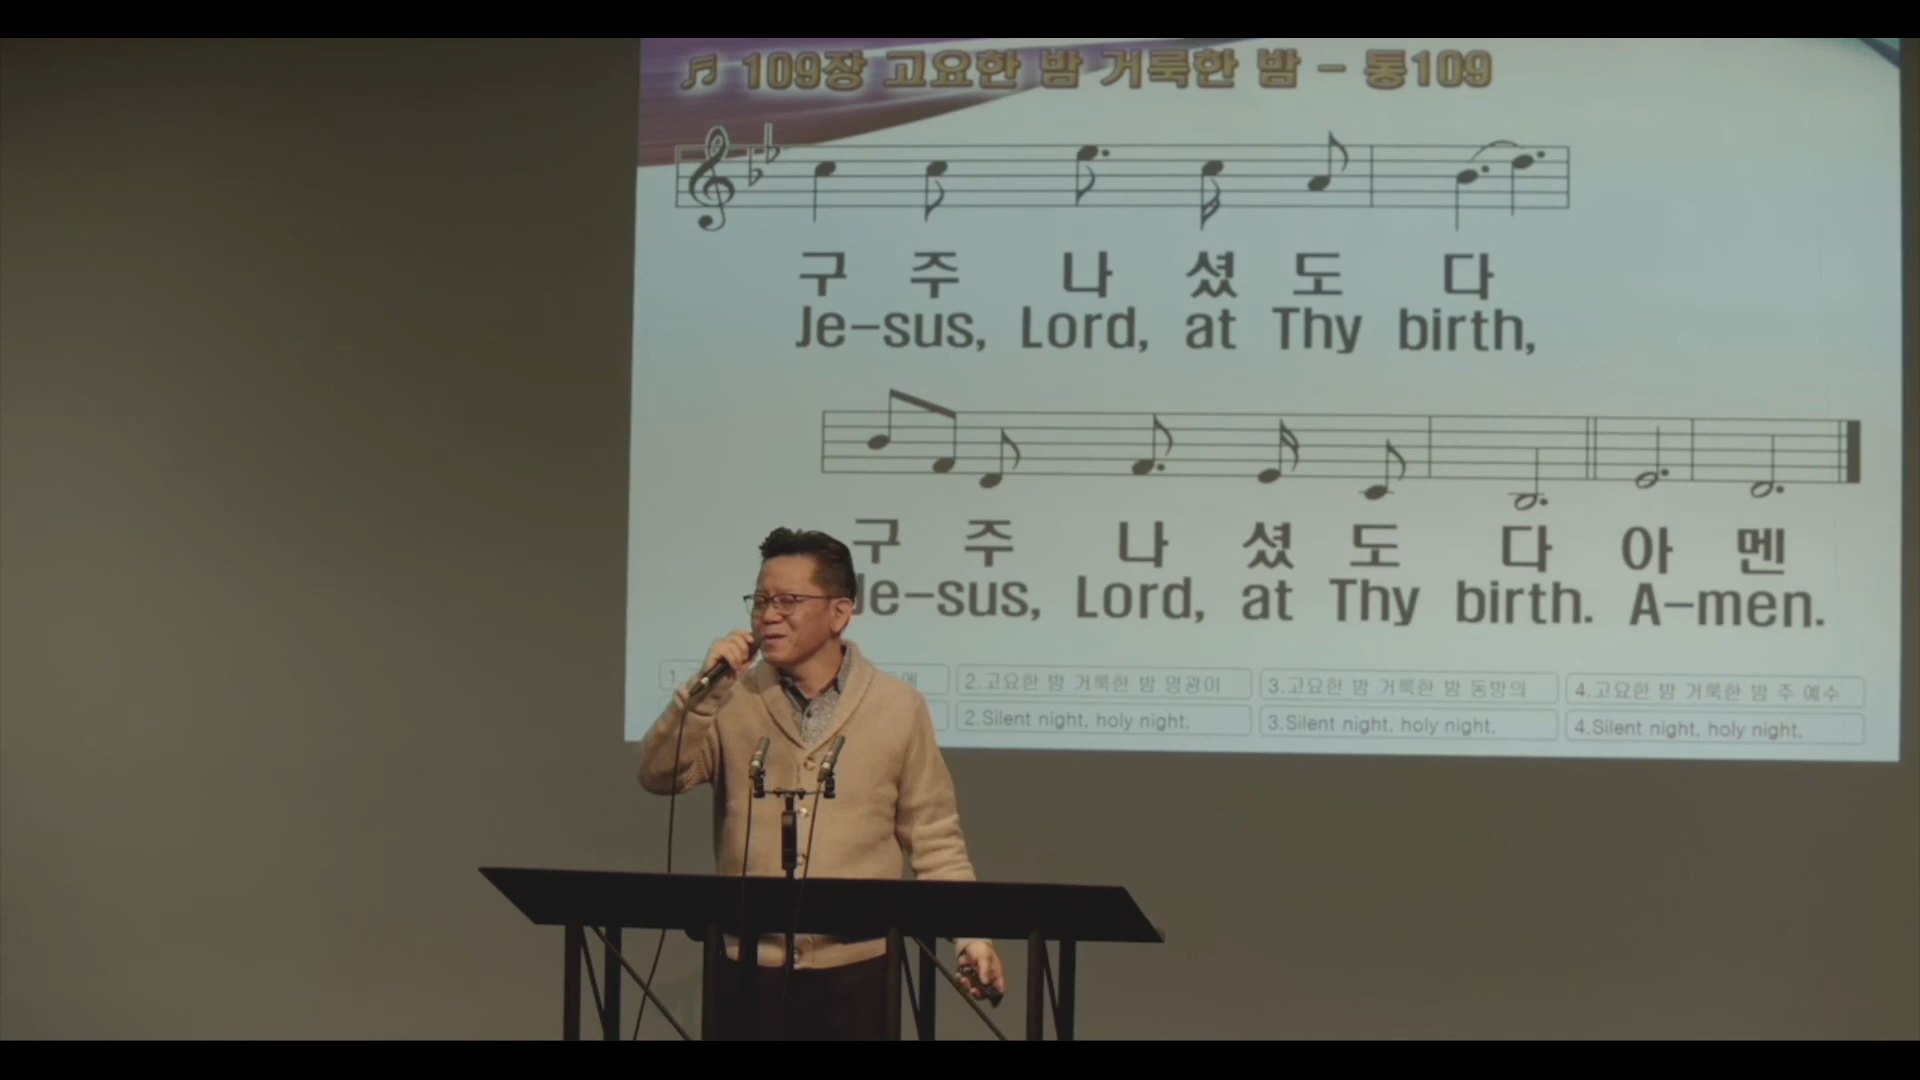 109장 고요한 밤 거룩한 밤 - 통109
구 주 나 셨 도 다
Je-sus, Lord, at Thy birth,
구 주 나 셨 도 다 아 멘
Je-sus, Lord, at Thy birth. A-men.
1. 2.고요한 밤 거룩한 밤 영광이 3.고요한 밤 거룩한 밤 동방의 4.고요한 밤 거룩한 밤 주 예수
2.Silent night, holy night, 3.Silent night, holy night, 4.Silent night, holy night,